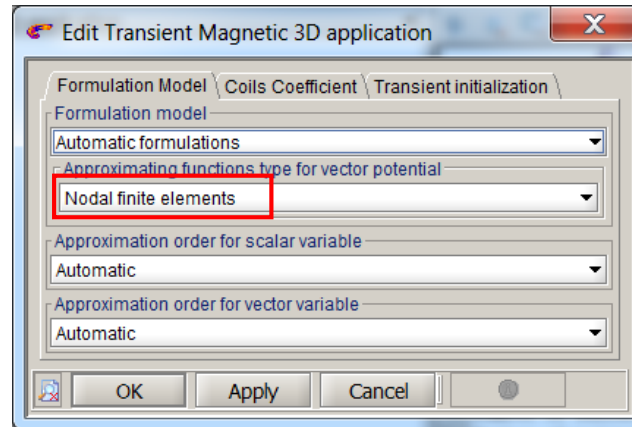 Edit Transient Magnetic 3D application
Formulation Model Coils Coefficient Transient initialization
Formulation model
Automatic formulations
Approximating functions type for vector potential
Nodal finite elements
Approximation order for scalar variable
Automatic
Approximation order for vector variable
Automatic
OK Apply Cancel